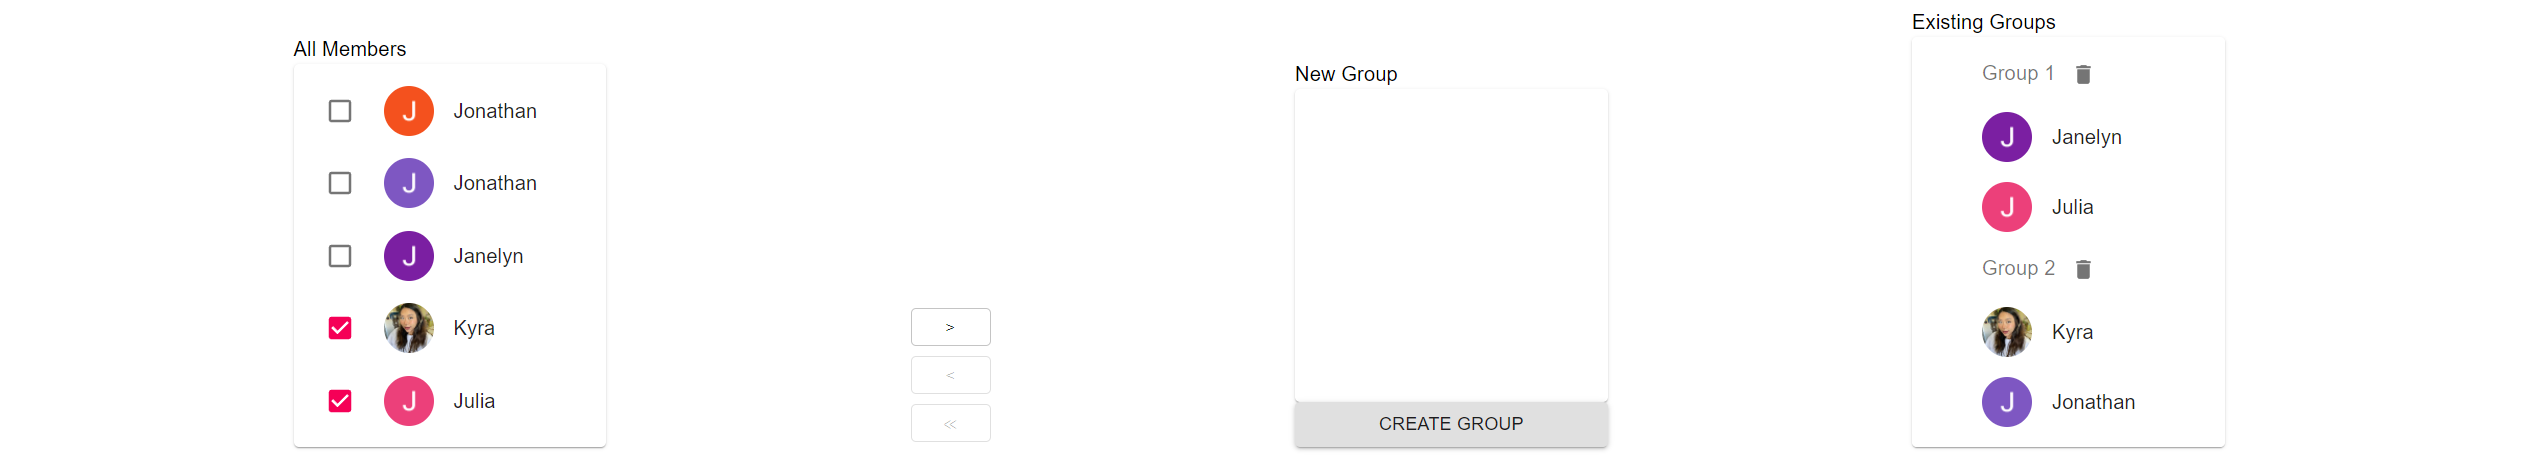 All Members
J Jonathan
J Jonathan
J Janelyn
Kyra
J Julia
>
<
<<
New Group
CREATE GROUP
Existing Groups
Group 1
J Janelyn
J Julia
Group 2
Kyra
J Jonathan